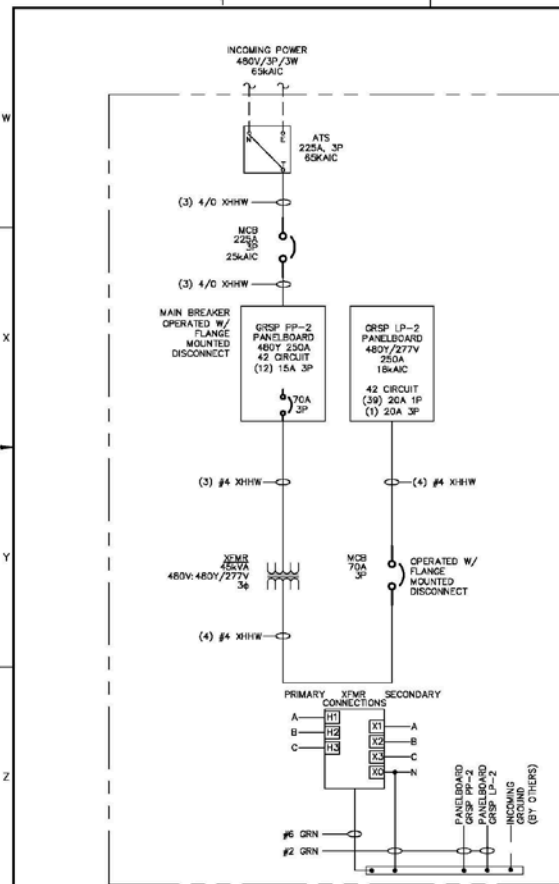 INCOMING POWER
480V/3P/3W
65kAIC
W
N
E
T
ATS
225A, 3P
65KAIC
(3) 4/0 XHHW
MCB
225A
3P
25kAIC
(3) 4/0 XHHW
X
MAIN BREAKER
OPERATED W/
FLANGE
MOUNTED
DISCONNECT
GRSP PP-2
PANELBOARD
480Y 250A
42 CIRCUIT
(12) 15A 3P
70A
3P
GRSP LP-2
PANELBOARD
480Y/277V
250A
18kAIC
42 CIRCUIT
(39) 20A 1P
(1) 20A 3P
(3) #4 XHHW
(4) #4 XHHW
Y
XFMR
45kVA
480V:480Y/277V
3ϕ
MCB
70A
3P
OPERATED W/
FLANGE
MOUNTED
DISCONNECT
(4) #4 XHHW
PRIMARY XFMR SECONDARY
CONNECTIONS
A H1
B H2
C H3
X1 A
X2 B
X3 C
X0 N
Z
PANELBOARD
GRSP PP-2
PANELBOARD
GRSP LP-2
INCOMING
GROUND
(BY OTHERS)
#6 GRN
#2 GRN